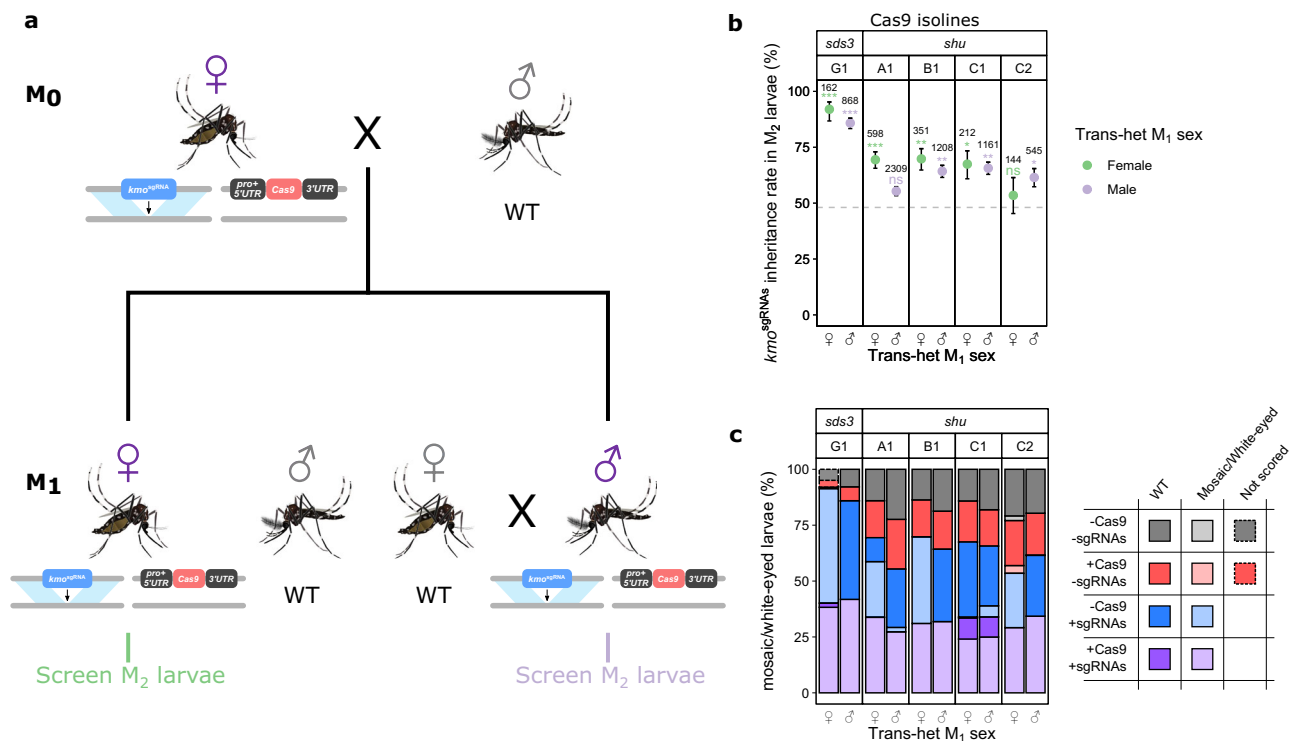 a
♀
♂
M0
X
kmo^sgRNA
pro+ 5'UTR Cas9 3'UTR
WT
M1
♀
♂
♀
♂
X
kmo^sgRNA
pro+ 5'UTR Cas9 3'UTR
WT
WT
kmo^sgRNA
pro+ 5'UTR Cas9 3'UTR
Screen M2 larvae
Screen M2 larvae
b
Cas9 isolines
sds3 shu
G1 A1 B1 C1 C2
kmo^sgRNAs inheritance rate in M2 larvae (%)
100
75
50
25
0
162
***
868
***
598
***
2309
ns
351
**
1208
**
212
*
1161
**
144
ns
545
*
♀ ♂ ♀ ♂ ♀ ♂ ♀ ♂ ♀ ♂
Trans-het M1 sex
Trans-het M1 sex
Female
Male
c
sds3 shu
G1 A1 B1 C1 C2
mosaic/white-eyed larvae (%)
100
75
50
25
0
♀ ♂ ♀ ♂ ♀ ♂ ♀ ♂ ♀ ♂
Trans-het M1 sex
WT
Mosaic/White-eyed
Not scored
-Cas9
-sgRNAs
+Cas9
-sgRNAs
-Cas9
+sgRNAs
+Cas9
+sgRNAs